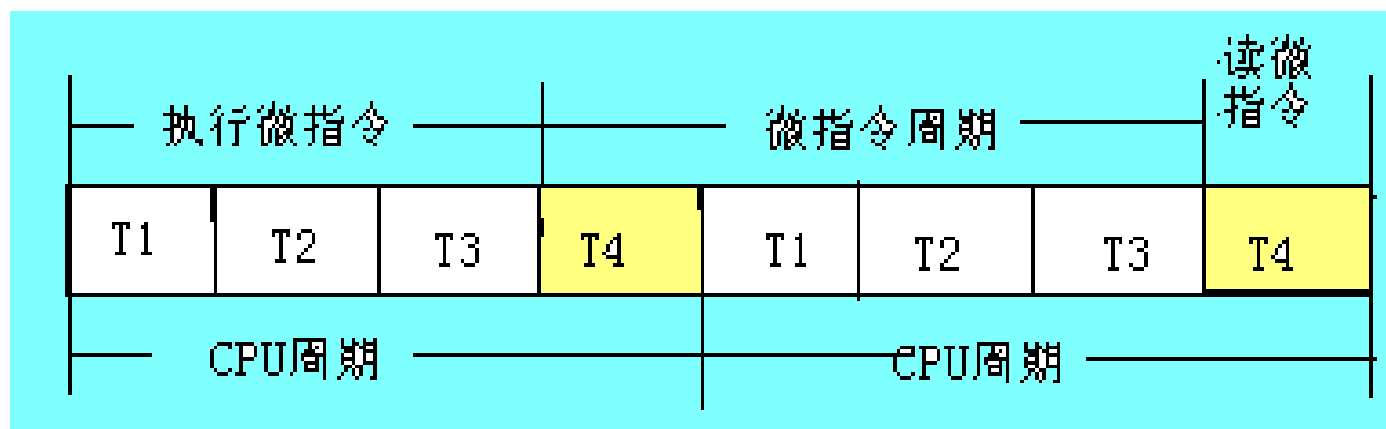 读微
指令
执行微指令
微指令周期
T1 T2 T3 T4 T1 T2 T3 T4
CPU周期 CPU周期